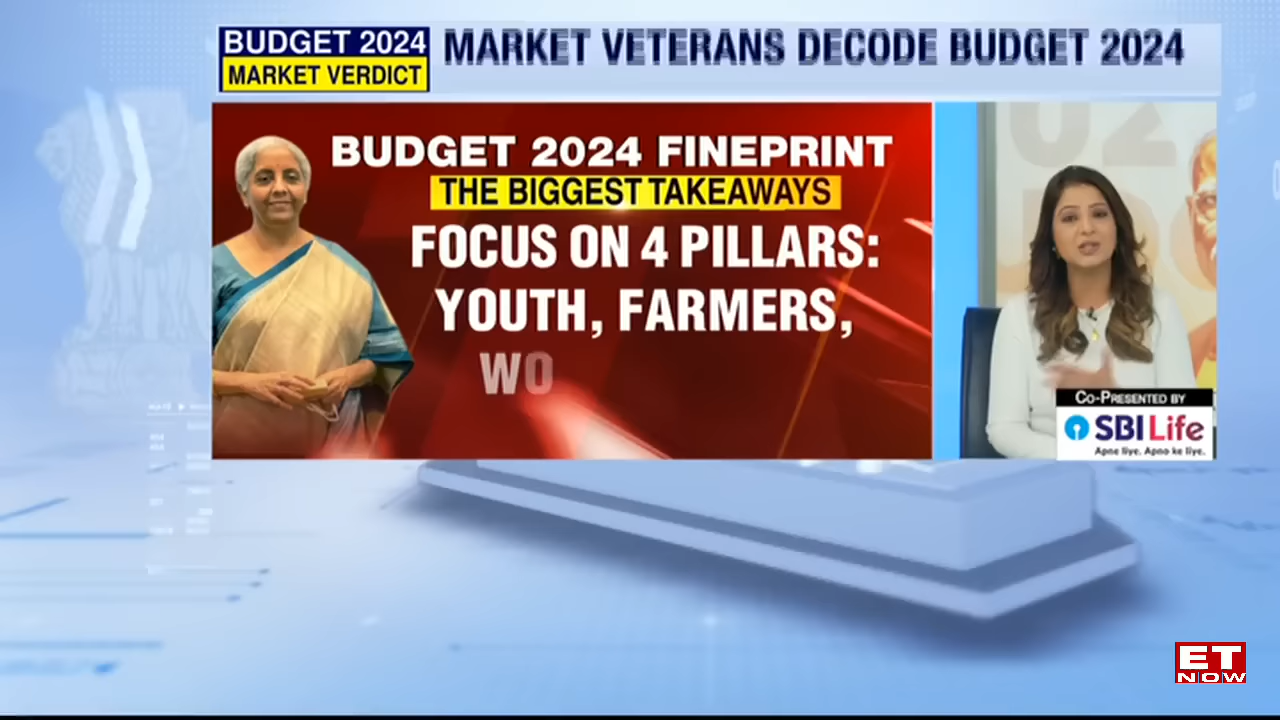 BUDGET 2024
MARKET VERDICT
MARKET VETERANS DECODE BUDGET 2024
BUDGET 2024 FINEPRINT
THE BIGGEST TAKEAWAYS
FOCUS ON 4 PILLARS:
YOUTH, FARMERS,
WO
CO-PRESENTED BY
SBI Life
Apne liye. Apno ke liye.
ET
NOW